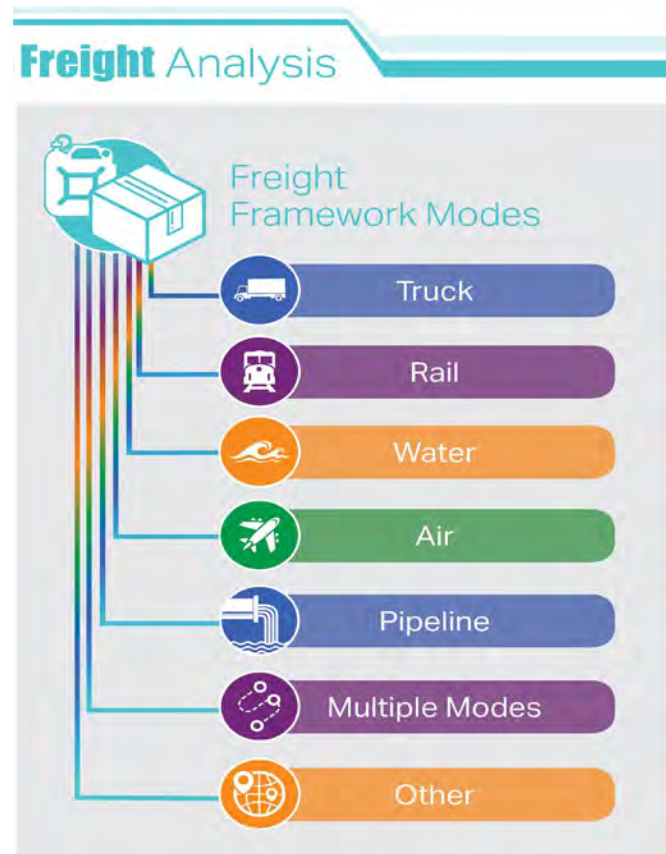 Freight Analysis
Freight
Framework Modes
Truck
Rail
Water
Air
Pipeline
Multiple Modes
Other